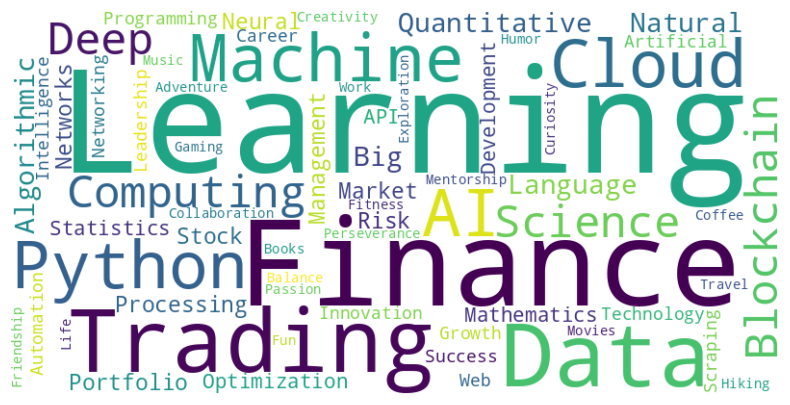 Programming
Neural
Creativity
Quantitative
Natural
Deep
Career
Humor
Artificial
Machine
Music
Cloud
Algorithmic
Intelligence
Networks
Networking
Leadership
Adventure
Work
Exploration
Development
Curiosity
Learning
API
Gaming
Management
Big
Blockchain
Computing
Market
Mentorship
Language
Collaboration
Fitness
AI
Science
Coffee
Statistics
Stock
Risk
Perseverance
Python
Books
Finance
Balance
Passion
Travel
Automation
Processing
Innovation
Mathematics
Technology
Friendship
Life
Trading
Fun
Growth
Movies
Data
Scraping
Success
Portfolio
Optimization
Web
Hiking